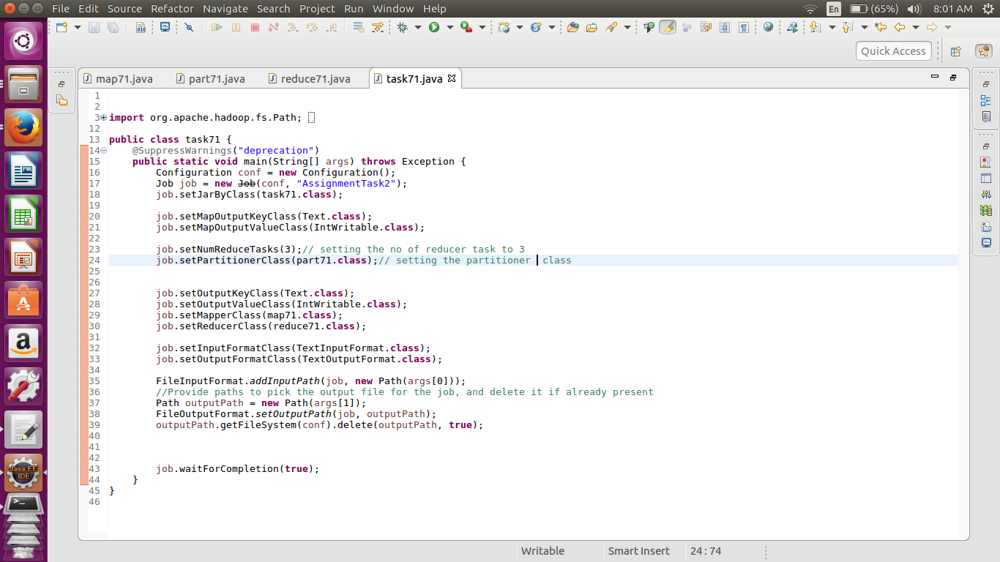 File Edit Source Refactor Navigate Search Project Run Window Help
En (65%) 8:01 AM
Quick Access
map71.java part71.java reduce71.java task71.java
1
2
3 import org.apache.hadoop.fs.Path;
12
13 public class task71 {
14 @SuppressWarnings("deprecation")
15 public static void main(String[] args) throws Exception {
16 Configuration conf = new Configuration();
17 Job job = new Job(conf, "AssignmentTask2");
18 job.setJarByClass(task71.class);
19
20 job.setMapOutputKeyClass(Text.class);
21 job.setMapOutputValueClass(IntWritable.class);
22
23 job.setNumReduceTasks(3);// setting the no of reducer task to 3
24 job.setPartitionerClass(part71.class);// setting the partitioner class
25
26
27 job.setOutputKeyClass(Text.class);
28 job.setOutputValueClass(IntWritable.class);
29 job.setMapperClass(map71.class);
30 job.setReducerClass(reduce71.class);
31
32 job.setInputFormatClass(TextInputFormat.class);
33 job.setOutputFormatClass(TextOutputFormat.class);
34
35 FileInputFormat.addInputPath(job, new Path(args[0]));
36 //Provide paths to pick the output file for the job, and delete it if already present
37 Path outputPath = new Path(args[1]);
38 FileOutputFormat.setOutputPath(job, outputPath);
39 outputPath.getFileSystem(conf).delete(outputPath, true);
40
41
42
43 job.waitForCompletion(true);
44 }
45 }
46
Java EE
IDE
Writable Smart Insert 24 : 74